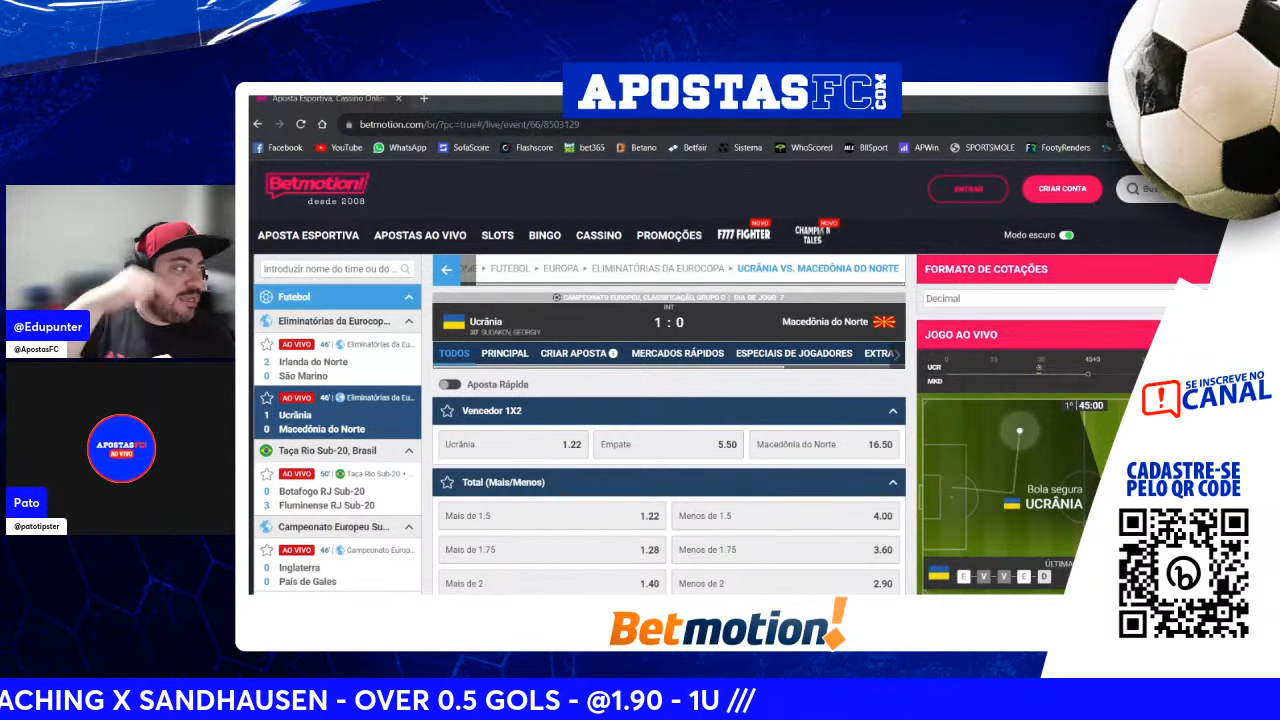 APOSTASFC.COM
Aposta Esportiva, Cassino Onlin
betmotion.com/br/?pc=true#/live/event/66/8503129
Facebook YouTube WhatsApp SofaScore Flashscore bet365 Betano Betfair Sistema WhoScored BllSport APWin SPORTSMOLE FootyRenders
Betmotion!
desde 2008
ENTRAR
CRIAR CONTA
APOSTA ESPORTIVA APOSTAS AO VIVO SLOTS BINGO CASSINO PROMOÇÕES F777 FIGHTER NOVO NOVO
TALES
Modo escuro
Introduzir nome do time ou do ...
Futebol
Eliminatórias da Eurocop...
AO VIVO 46' Eliminatórias da Eu...
2 Irlanda do Norte
0 São Marino
AO VIVO 46' Eliminatórias da Eu...
1 Ucrânia
0 Macedônia do Norte
Taça Rio Sub-20, Brasil
AO VIVO 50' Taça Rio Sub-20 •
0 Botafogo RJ Sub-20
3 Fluminense RJ Sub-20
Campeonato Europeu Su...
AO VIVO 46' Campeonato Europ...
0 Inglaterra
0 País de Gales
FUTEBOL EUROPA ELIMINATÓRIAS DA EUROCOPA UCRÂNIA VS. MACEDÔNIA DO NORTE
CAMPEONATO EUROPEU, CLASSIFICAÇÃO, GRUPO C | DIA DE JOGO 7
INT
Ucrânia 1 : 0 Macedônia do Norte
31' SUDAKOV, GEORGIY
TODOS PRINCIPAL CRIAR APOSTA MERCADOS RÁPIDOS ESPECIAIS DE JOGADORES EXTRA
Aposta Rápida
Vencedor 1X2
Ucrânia 1.22 Empate 5.50 Macedônia do Norte 16.50
Total (Mais/Menos)
Mais de 1.5 1.22 Menos de 1.5 4.00
Mais de 1.75 1.28 Menos de 1.75 3.60
Mais de 2 1.40 Menos de 2 2.90
FORMATO DE COTAÇÕES
Decimal
JOGO AO VIVO
0 15 30 45+3
UCR
MKD
1º 45:00
Bola segura
UCRÂNIA
ÚLTIMA
E V V E D
@Edupunter
@ApostasFC
APOSTASFC
AO VIVO
Pato
@patotipster
SE INSCREVE NO
CANAL
CADASTRE-SE
PELO QR CODE
Betmotion!
ACHING X SANDHAUSEN - OVER 0.5 GOLS - @1.90 - 1U ///